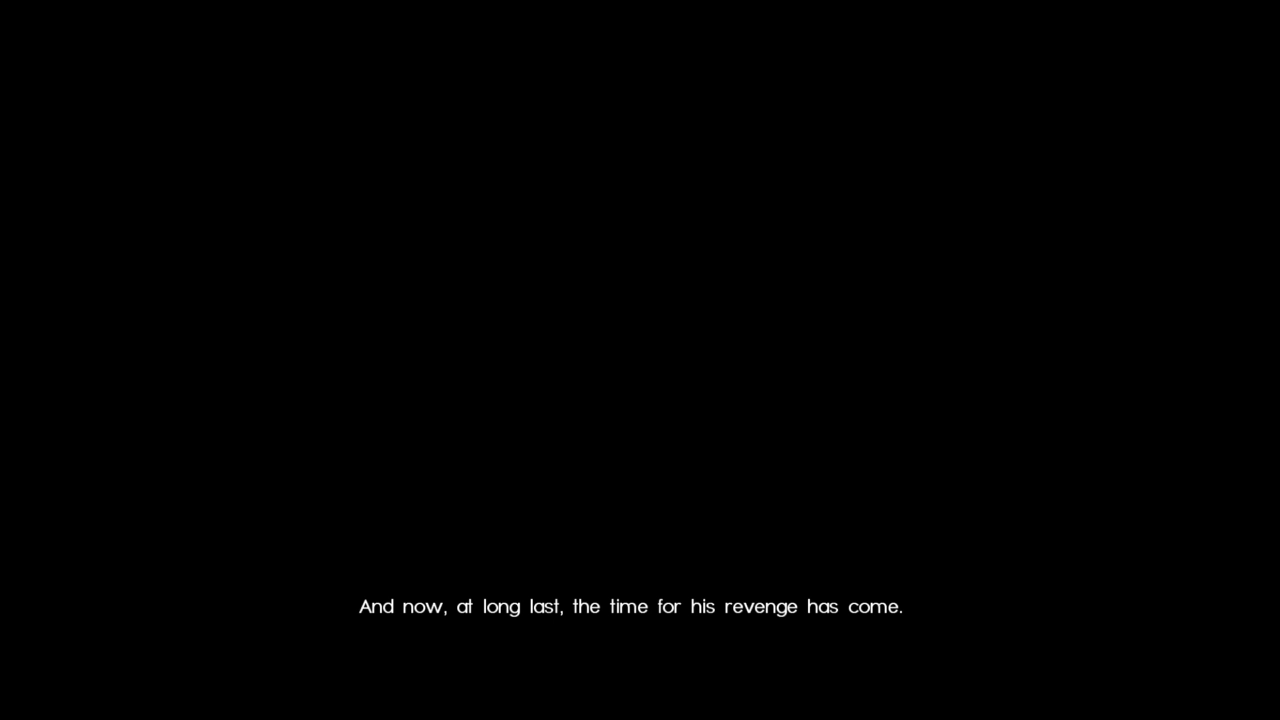 And now, at long last, the time for his revenge has come.